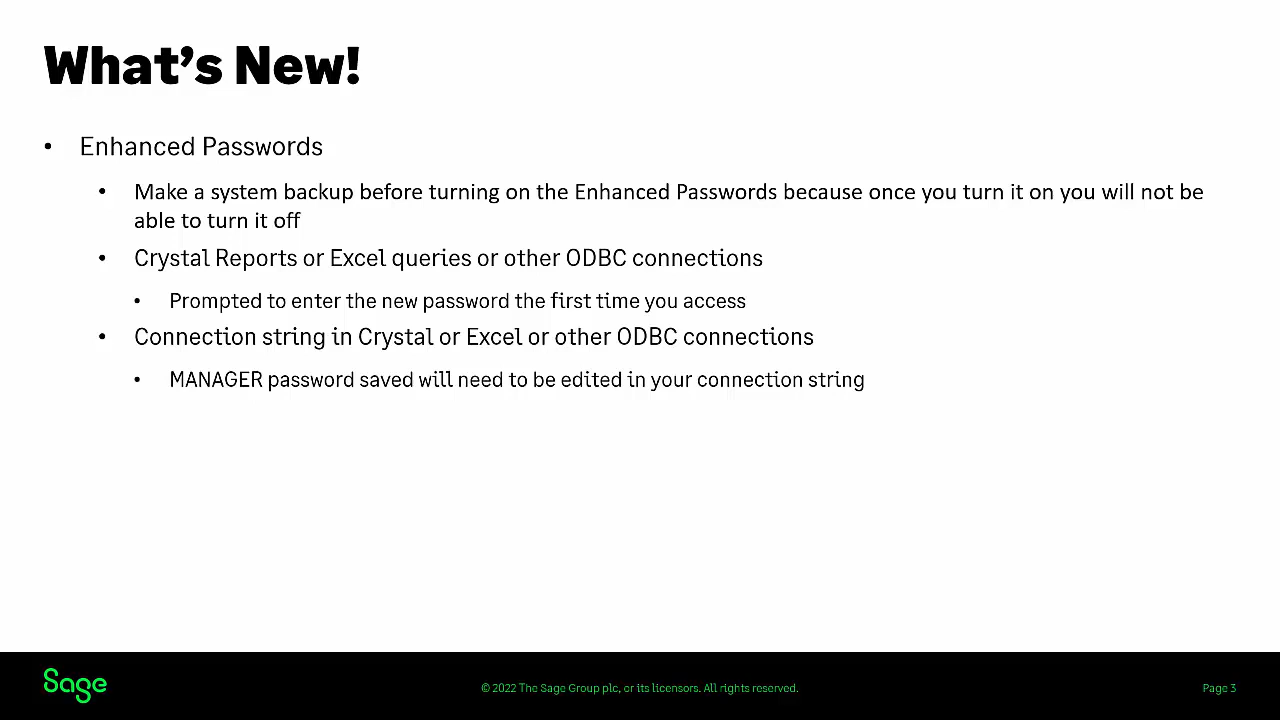 What's New!
• Enhanced Passwords
• Make a system backup before turning on the Enhanced Passwords because once you turn it on you will not be
able to turn it off
• Crystal Reports or Excel queries or other ODBC connections
• Prompted to enter the new password the first time you access
• Connection string in Crystal or Excel or other ODBC connections
• MANAGER password saved will need to be edited in your connection string
Sage
© 2022 The Sage Group plc, or its licensors. All rights reserved.
Page 3